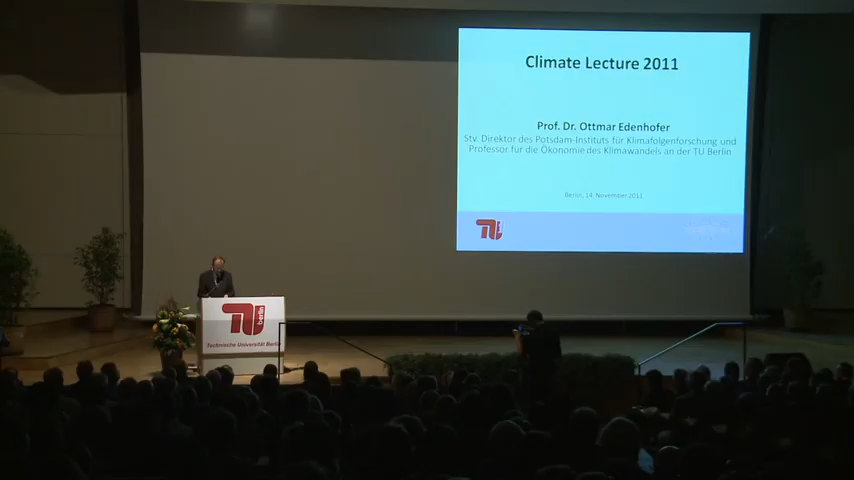 Climate Lecture 2011
Prof. Dr. Ottmar Edenhofer
Stv. Direktor des Potsdam-Instituts für Klimafolgenforschung und
Professor für die Ökonomie des Klimawandels an der TU Berlin
Berlin, 14. November 2011
berlin
Technische Universität Berlin